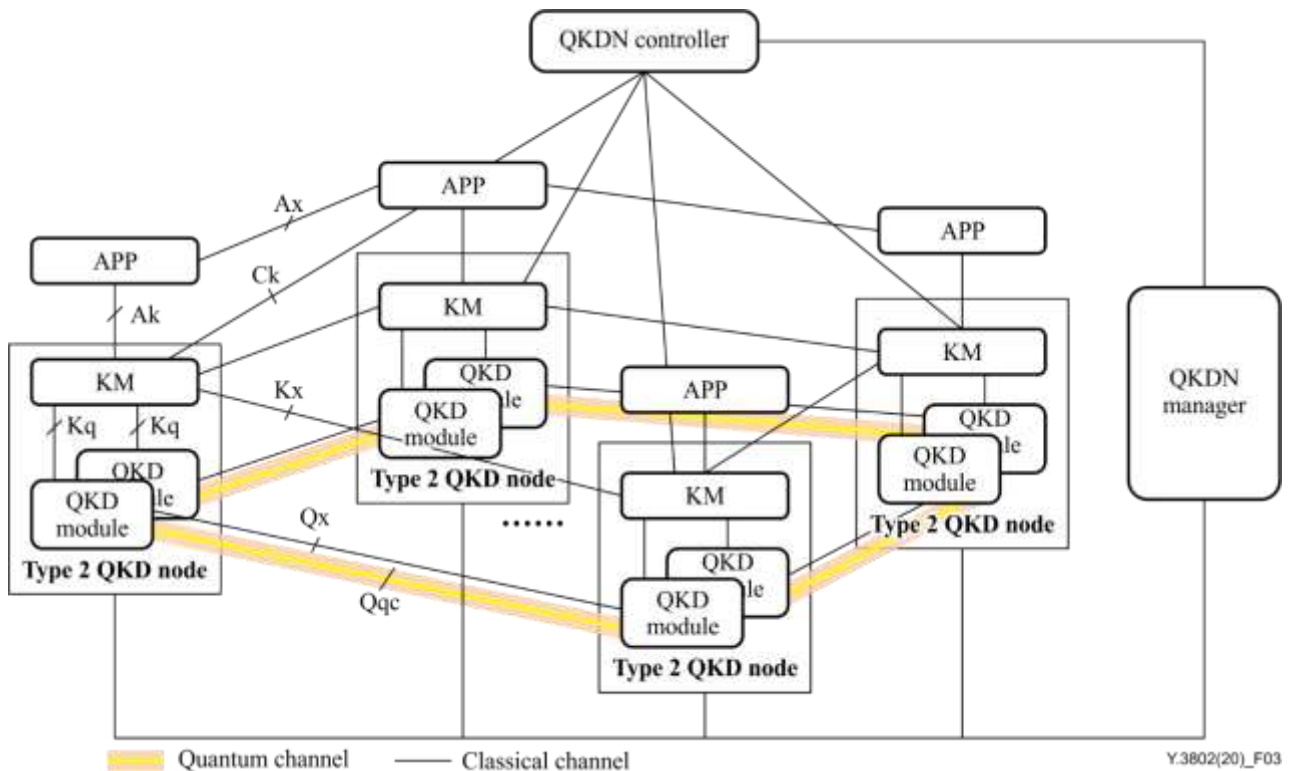 QKDN controller
APP
Ax
APP
APP
Ck
KM
Ak
KM
KM
APP
QKDN
manager
Kx
QKD
QKD
module
Kq
Kq
QKD
QKD
module
Type 2 QKD node
QKD
QKD
module
Type 2 QKD node
KM
Qx
......
QKD
QKD
module
Type 2 QKD node
Qqc
Type 2 QKD node
Quantum channel
Classical channel
Y.3802(20)_F03